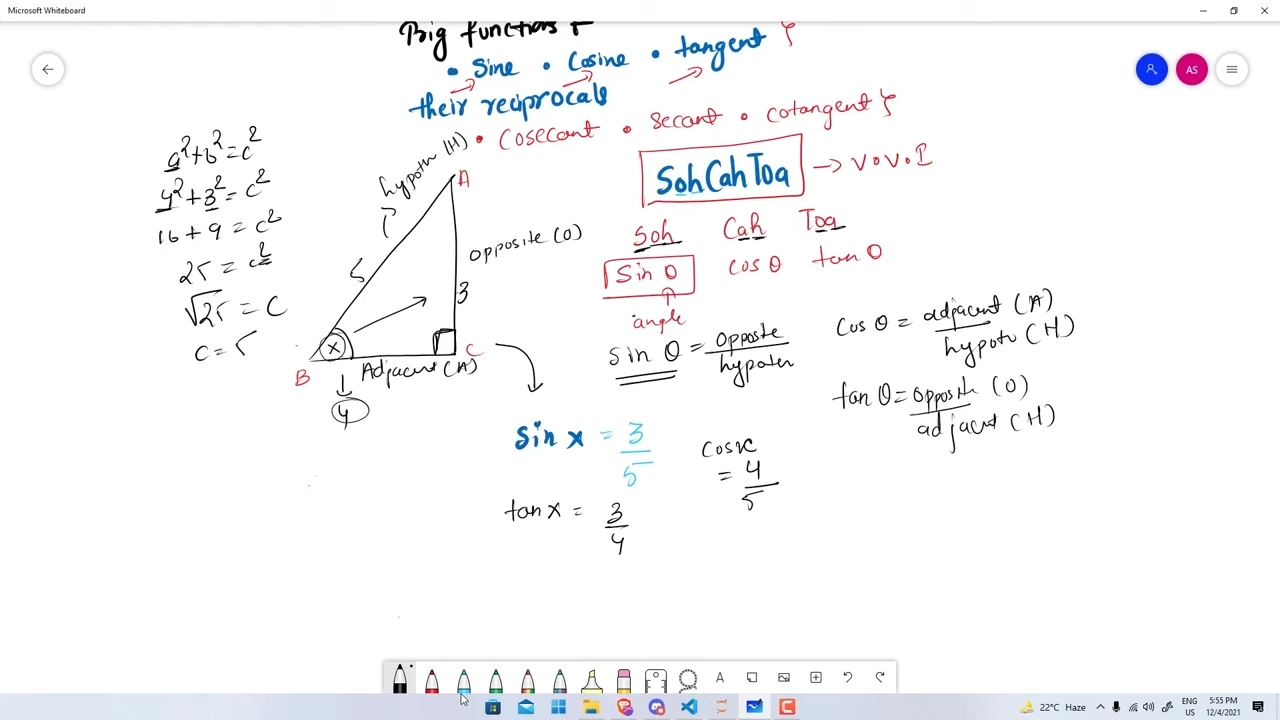 Microsoft Whiteboard
Big functions
• Sine • Cosine • tangent
their reciprocals
• Cosecant • secant • cotangent
a²+b²=c²
4²+3²=c²
16+9=c²
25=c²
√25=C
C=5
hypoth (H)
A
5
opposite (O)
3
X
B
C
Adjacent (A)
4
SohCahToa → V.V.I
Soh Cah Toa
Sin θ cos θ tan θ
angle
Sin θ = opposite
hypoten
Cos θ = adjacent (A)
hypoth (H)
tan θ = opposite (O)
adjacent (H)
Sin x = 3
5
cos x
= 4
5
tan x = 3
4
AS
A
22°C Haze
ENG
US
5:55 PM
12/4/2021